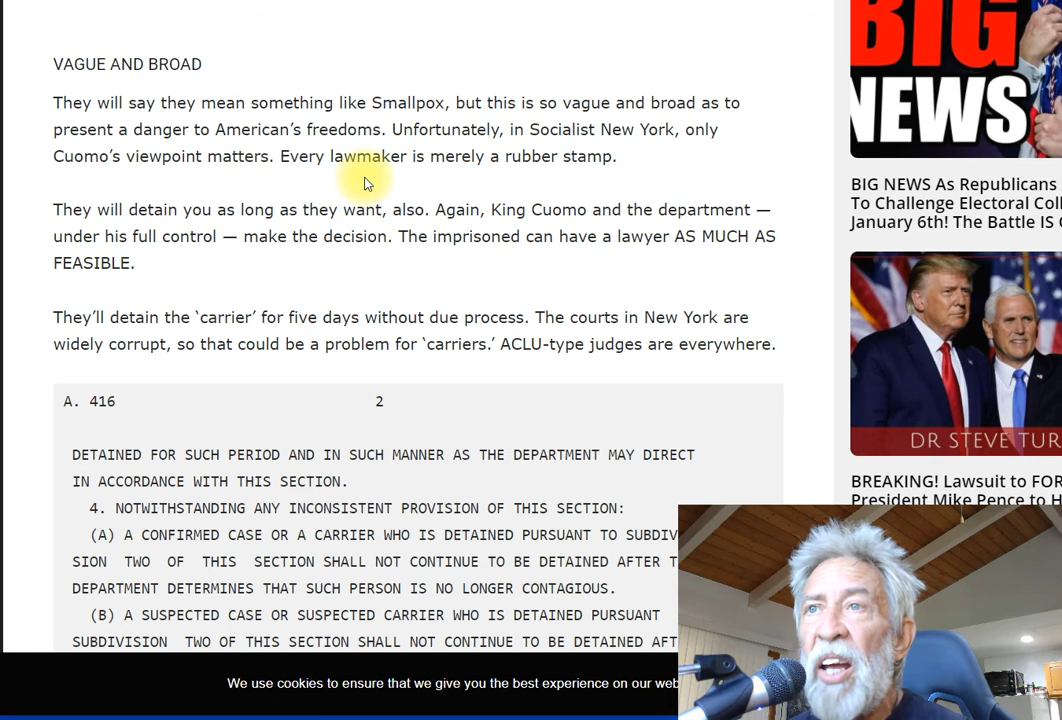 VAGUE AND BROAD
They will say they mean something like Smallpox, but this is so vague and broad as to
present a danger to American’s freedoms. Unfortunately, in Socialist New York, only
Cuomo’s viewpoint matters. Every lawmaker is merely a rubber stamp.
They will detain you as long as they want, also. Again, King Cuomo and the department —
under his full control — make the decision. The imprisoned can have a lawyer AS MUCH AS
FEASIBLE.
They’ll detain the ‘carrier’ for five days without due process. The courts in New York are
widely corrupt, so that could be a problem for ‘carriers.’ ACLU-type judges are everywhere.
A. 416 2
DETAINED FOR SUCH PERIOD AND IN SUCH MANNER AS THE DEPARTMENT MAY DIRECT
IN ACCORDANCE WITH THIS SECTION.
4. NOTWITHSTANDING ANY INCONSISTENT PROVISION OF THIS SECTION:
(A) A CONFIRMED CASE OR A CARRIER WHO IS DETAINED PURSUANT TO SUBDIV
SION TWO OF THIS SECTION SHALL NOT CONTINUE TO BE DETAINED AFTER T
DEPARTMENT DETERMINES THAT SUCH PERSON IS NO LONGER CONTAGIOUS.
(B) A SUSPECTED CASE OR SUSPECTED CARRIER WHO IS DETAINED PURSUANT
SUBDIVISION TWO OF THIS SECTION SHALL NOT CONTINUE TO BE DETAINED AFT
We use cookies to ensure that we give you the best experience on our web
BIG
NEWS
BIG NEWS As Republicans
To Challenge Electoral Coll
January 6th! The Battle IS
DR STEVE TUR
BREAKING! Lawsuit to FOR
President Mike Pence to H